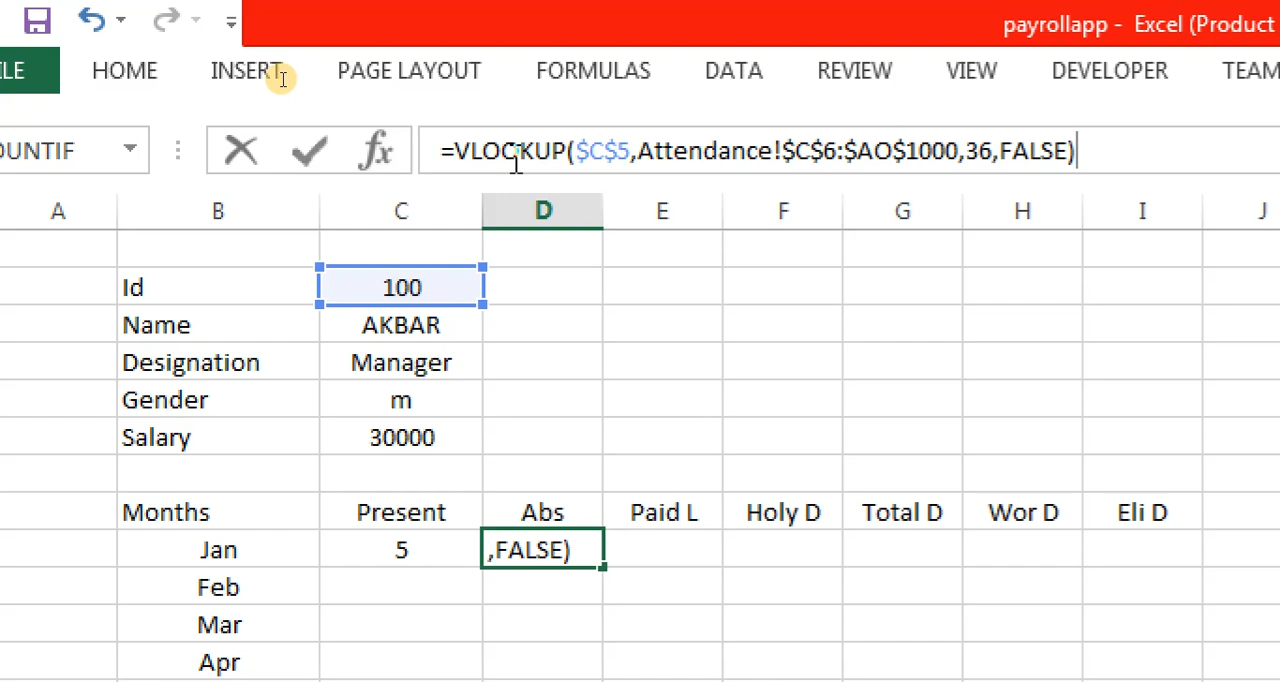 payrollapp - Excel (Product
LE HOME INSERT PAGE LAYOUT FORMULAS DATA REVIEW VIEW DEVELOPER TEAM
OUNTIF fx =VLOOKUP($C$5,Attendance!$C$6:$AO$1000,36,FALSE)
A B C D E F G H I J
Id 100
Name AKBAR
Designation Manager
Gender m
Salary 30000
Months Present Abs Paid L Holy D Total D Wor D Eli D
Jan 5 ,FALSE)
Feb
Mar
Apr